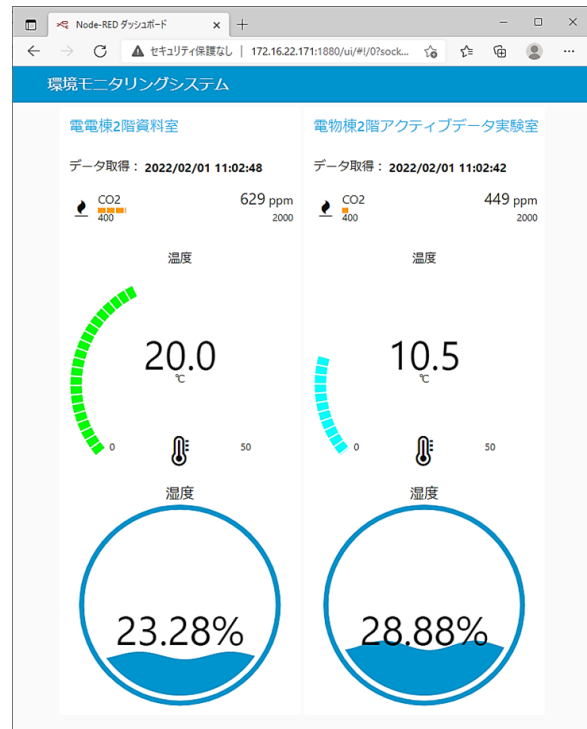 Node-RED ダッシュボード
セキュリティ保護なし | 172.16.22.171:1880/ui/#!/0?sock...
環境モニタリングシステム
電電棟2階資料室
データ取得： 2022/02/01 11:02:48
CO2
629 ppm
400
2000
温度
20.0
℃
0
50
湿度
23.28%
電物棟2階アクティブデータ実験室
データ取得： 2022/02/01 11:02:42
CO2
449 ppm
400
2000
温度
10.5
℃
0
50
湿度
28.88%